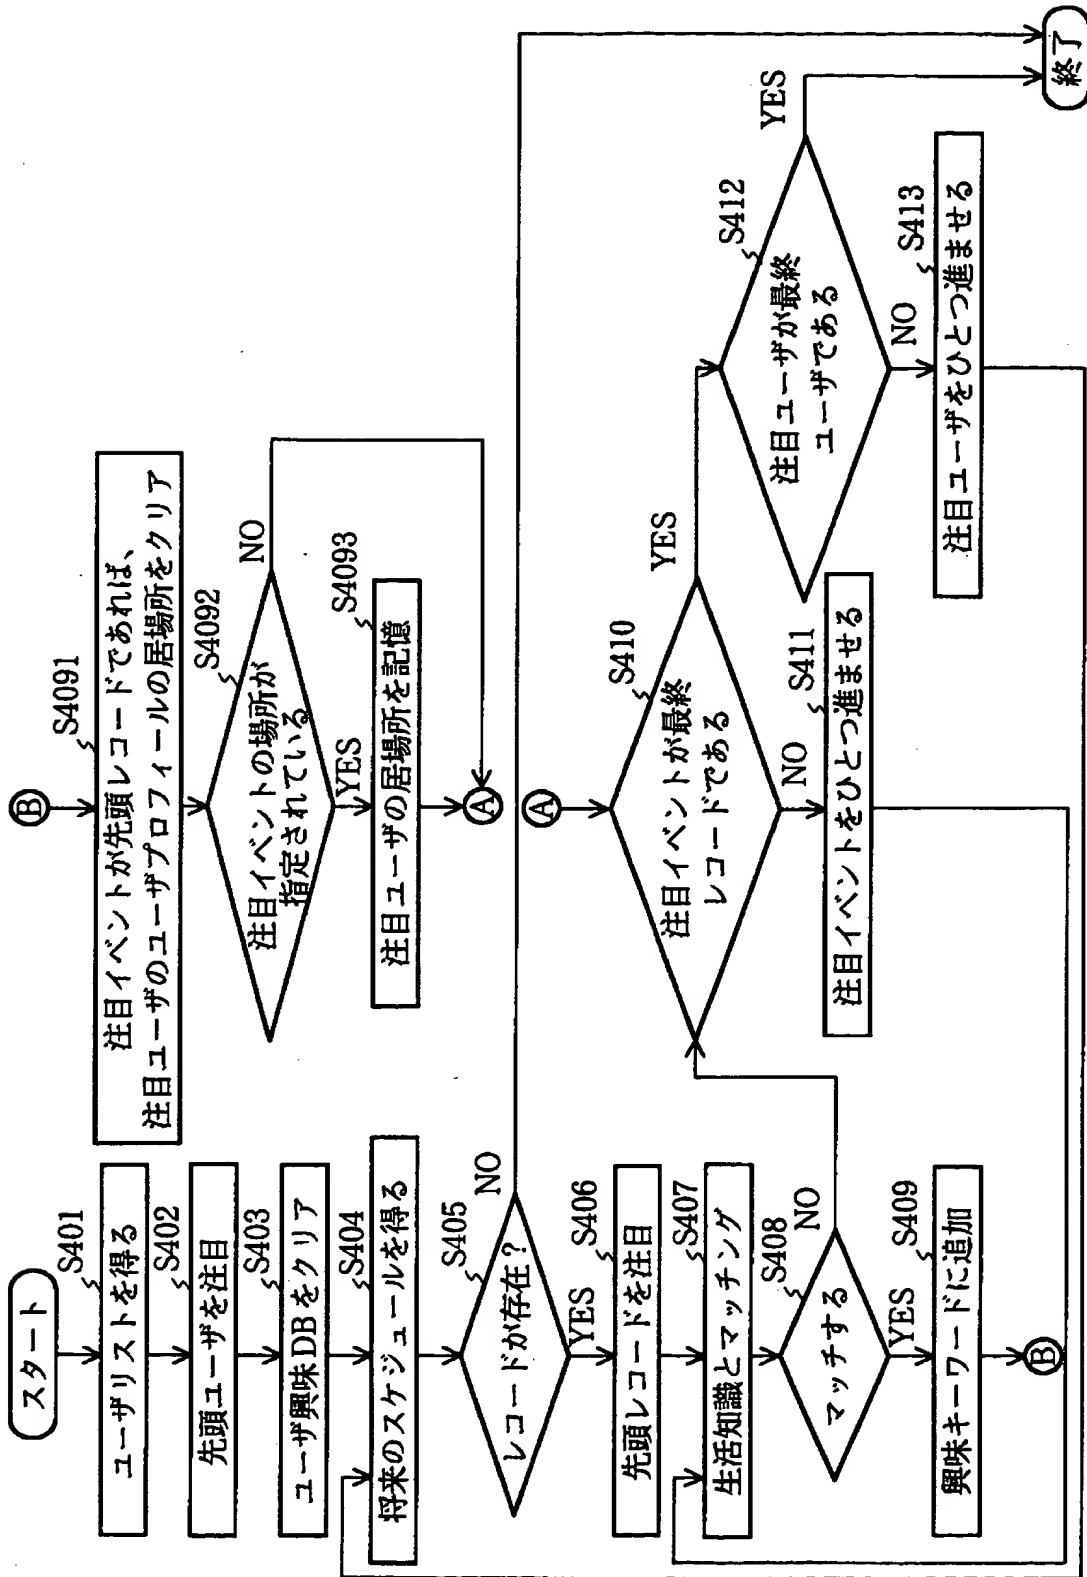 スタート
S401
ユーザリストを得る
S402
先頭ユーザを注目
S403
ユーザ興味DBをクリア
S404
将来のスケジュールを得る
S405
レコードが存在?
NO
YES
S406
先頭レコードを注目
S407
生活知識とマッチング
S408
マッチする
NO
YES
S409
興味キーワードに追加
B
B
S4091
注目イベントが先頭レコードであれば、
注目ユーザのユーザプロフィールの居場所をクリア
S4092
注目イベントの場所が
指定されている
NO
YES
S4093
注目ユーザの居場所を記憶
A
A
S410
注目イベントが最終
レコードである
YES
NO
S411
注目イベントをひとつ進ませる
S412
注目ユーザが最終
ユーザである
YES
NO
S413
注目ユーザをひとつ進ませる
終了